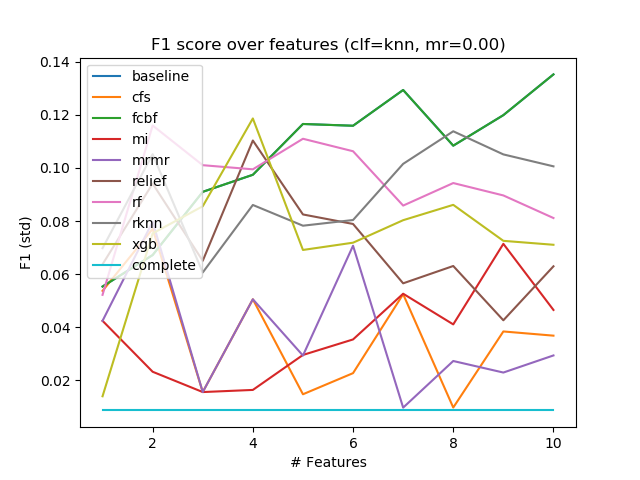 F1 score over features (clf=knn, mr=0.00)
0.14
0.12
0.10
0.08
0.06
0.04
0.02
F1 (std)
baseline
cfs
fcbf
mi
mrmr
relief
rf
rknn
xgb
complete
2 4 6 8 10
# Features